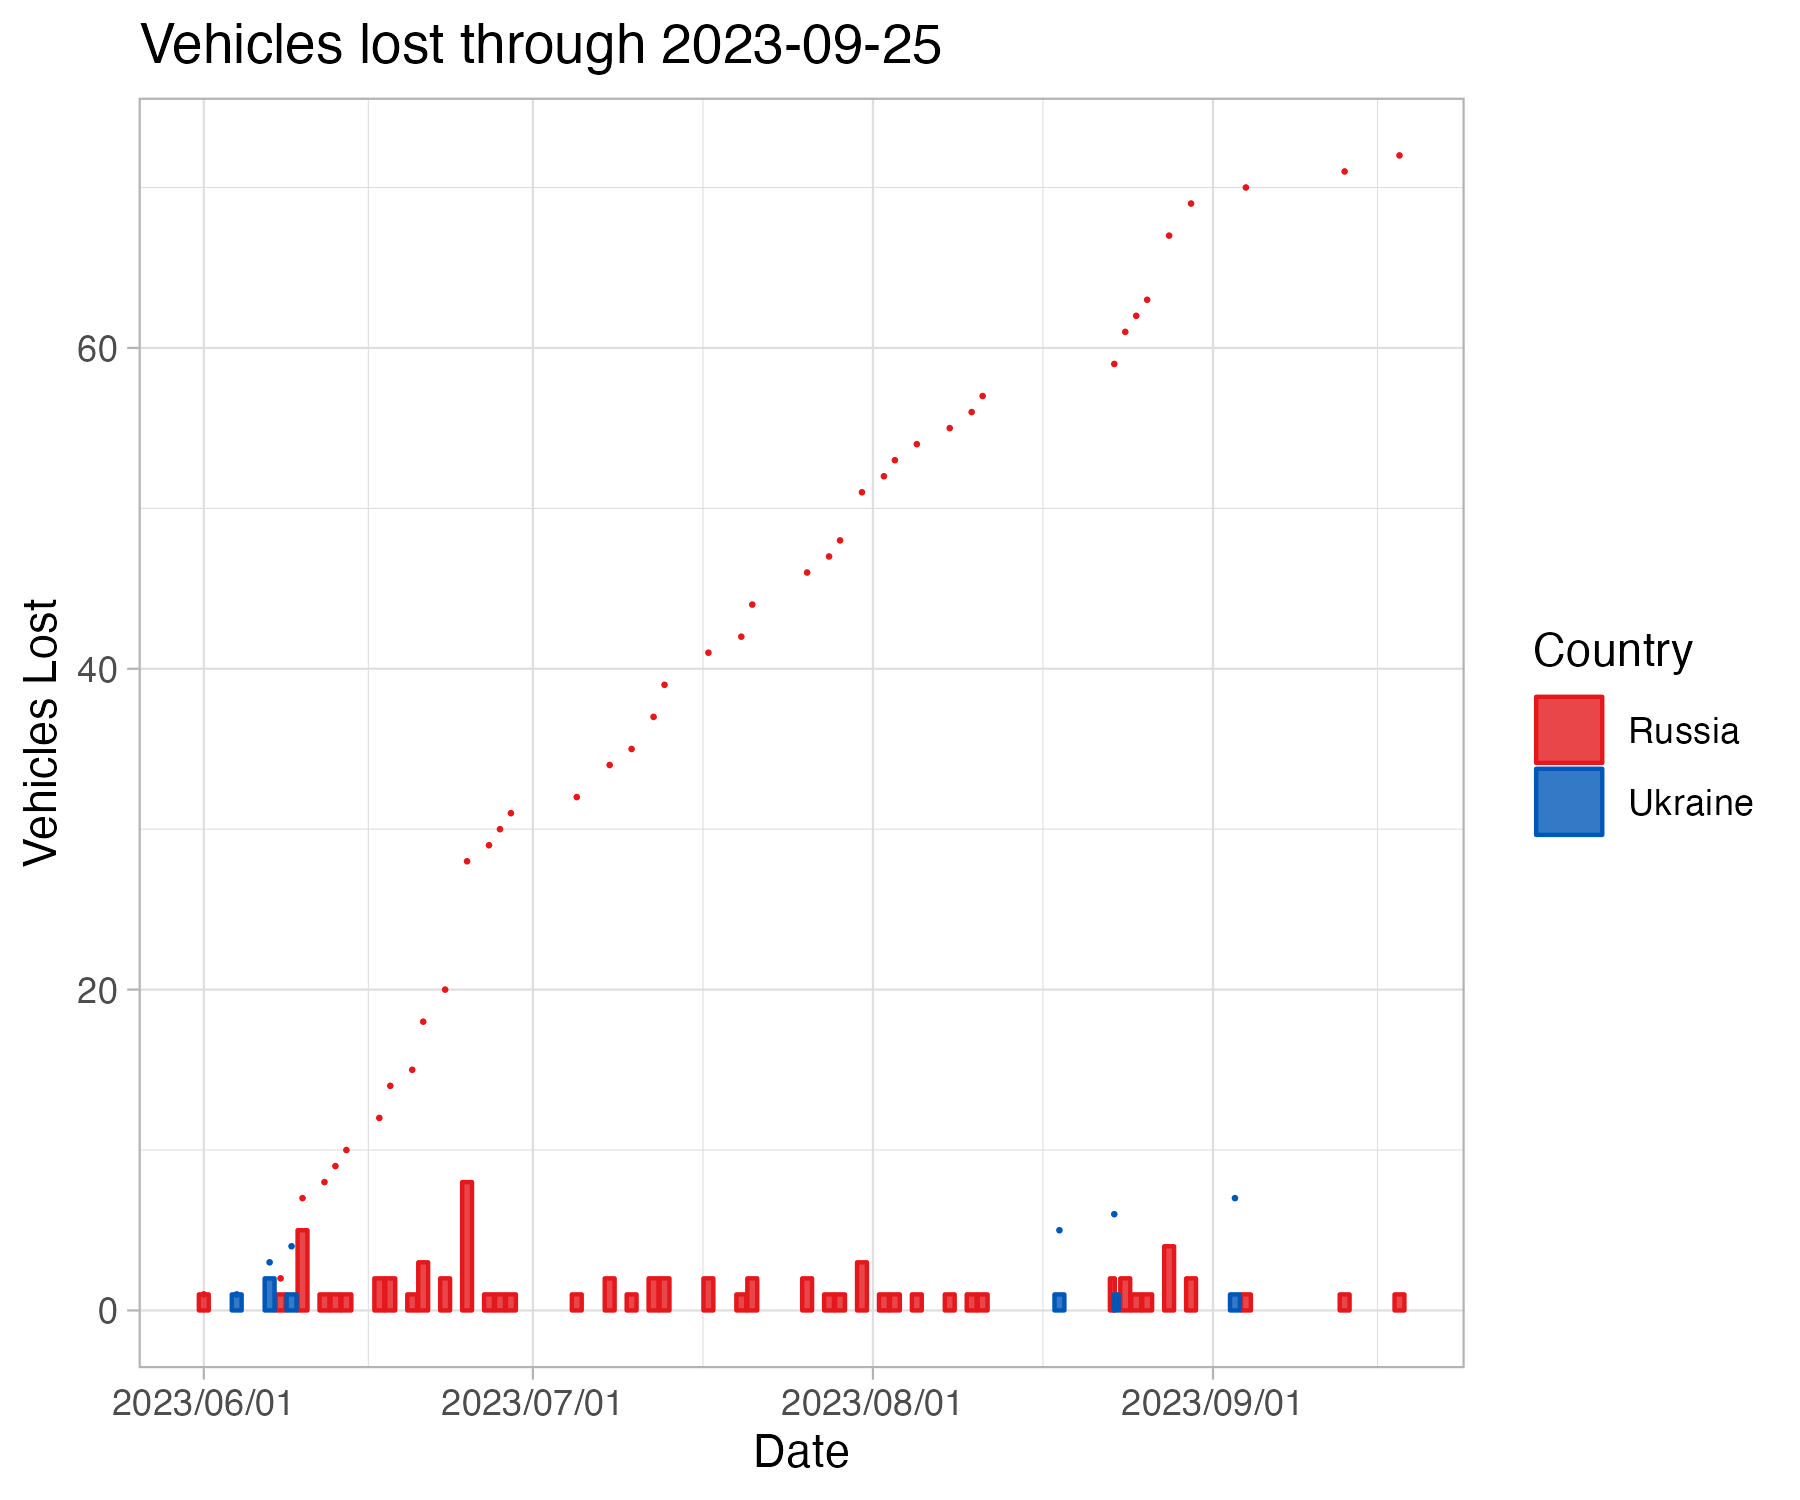 Vehicles lost through 2023-09-25
60
40
20
0
Vehicles Lost
2023/06/01 2023/07/01 2023/08/01 2023/09/01
Date
Country
Russia
Ukraine